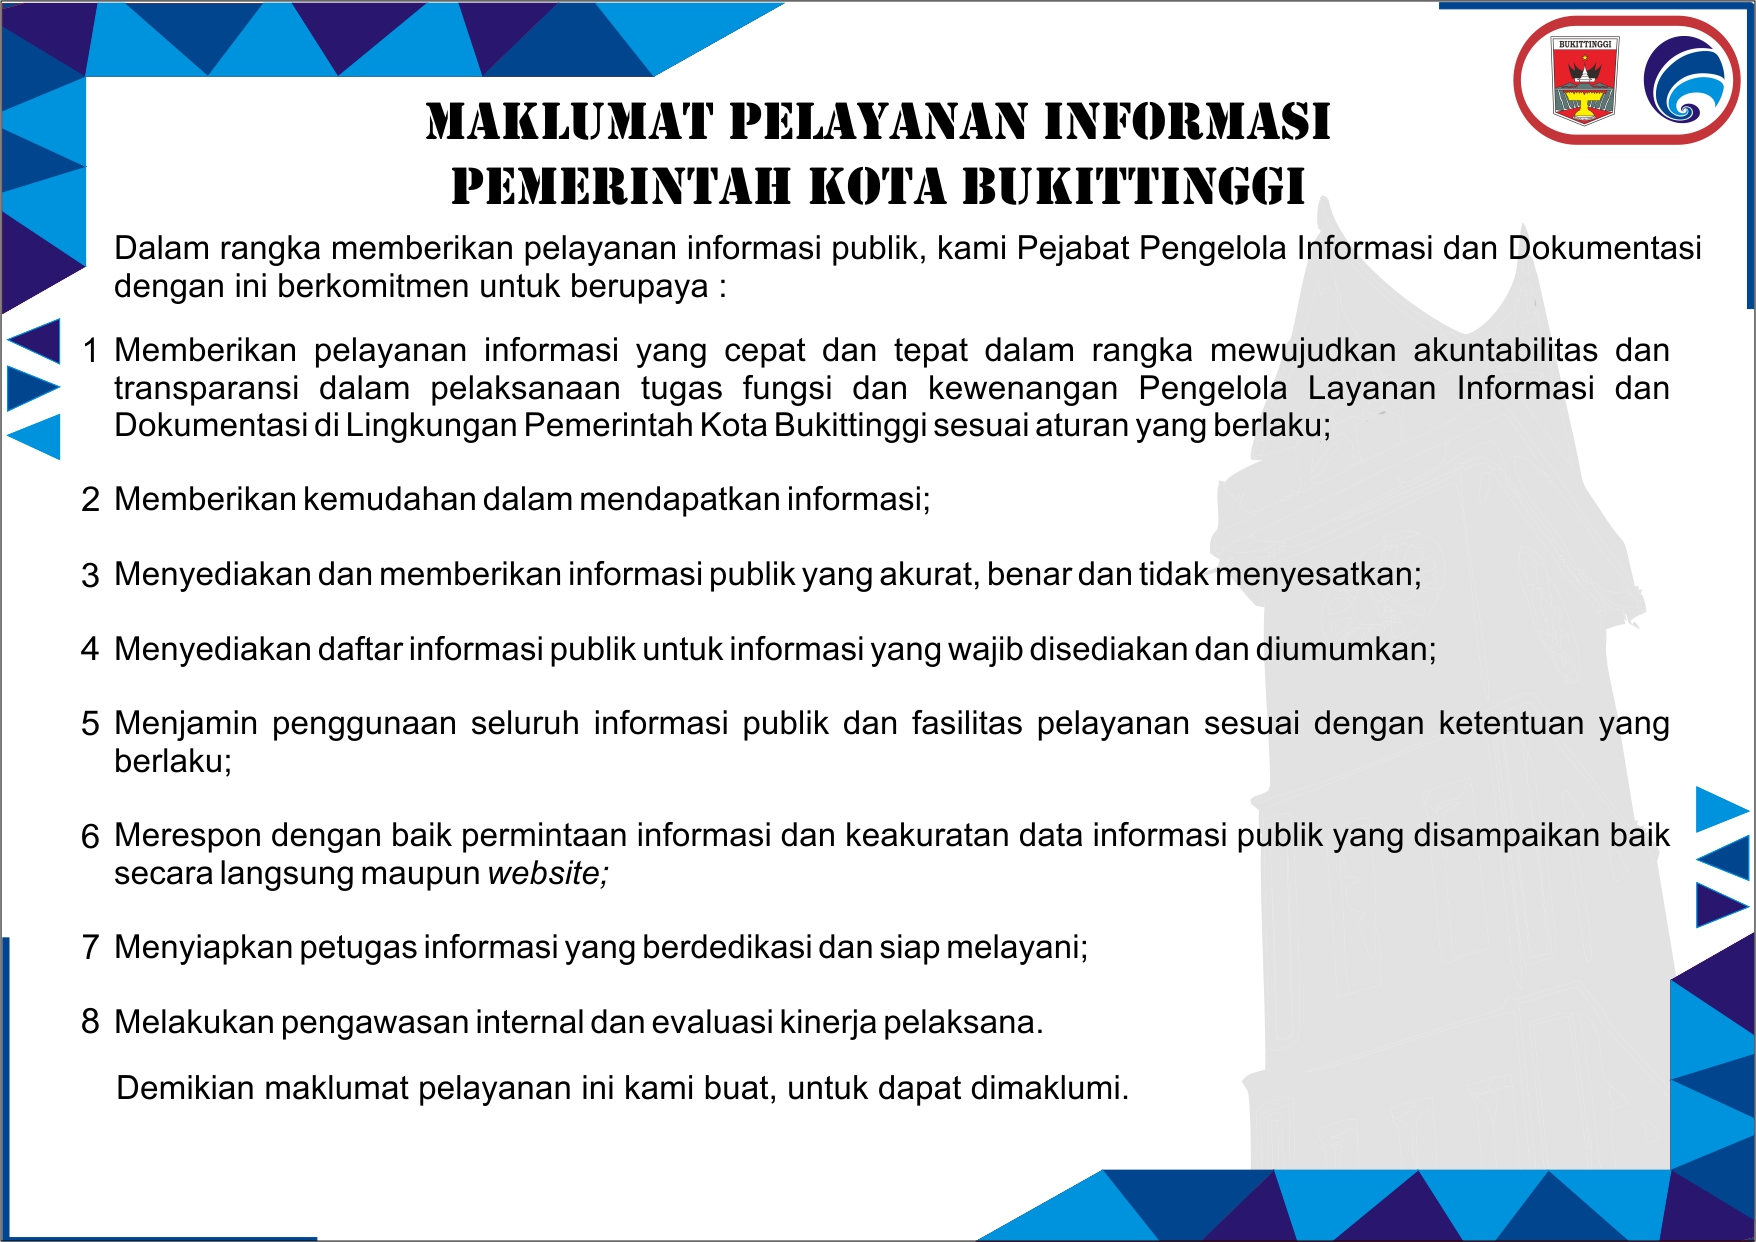 BUKITTINGGI
MAKLUMAT PELAYANAN INFORMASI
PEMERINTAH KOTA BUKITTINGGI
Dalam rangka memberikan pelayanan informasi publik, kami Pejabat Pengelola Informasi dan Dokumentasi
dengan ini berkomitmen untuk berupaya :
1 Memberikan pelayanan informasi yang cepat dan tepat dalam rangka mewujudkan akuntabilitas dan
transparansi dalam pelaksanaan tugas fungsi dan kewenangan Pengelola Layanan Informasi dan
Dokumentasi di Lingkungan Pemerintah Kota Bukittinggi sesuai aturan yang berlaku;
2 Memberikan kemudahan dalam mendapatkan informasi;
3 Menyediakan dan memberikan informasi publik yang akurat, benar dan tidak menyesatkan;
4 Menyediakan daftar informasi publik untuk informasi yang wajib disediakan dan diumumkan;
5 Menjamin penggunaan seluruh informasi publik dan fasilitas pelayanan sesuai dengan ketentuan yang
berlaku;
6 Merespon dengan baik permintaan informasi dan keakuratan data informasi publik yang disampaikan baik
secara langsung maupun website;
7 Menyiapkan petugas informasi yang berdedikasi dan siap melayani;
8 Melakukan pengawasan internal dan evaluasi kinerja pelaksana.
Demikian maklumat pelayanan ini kami buat, untuk dapat dimaklumi.